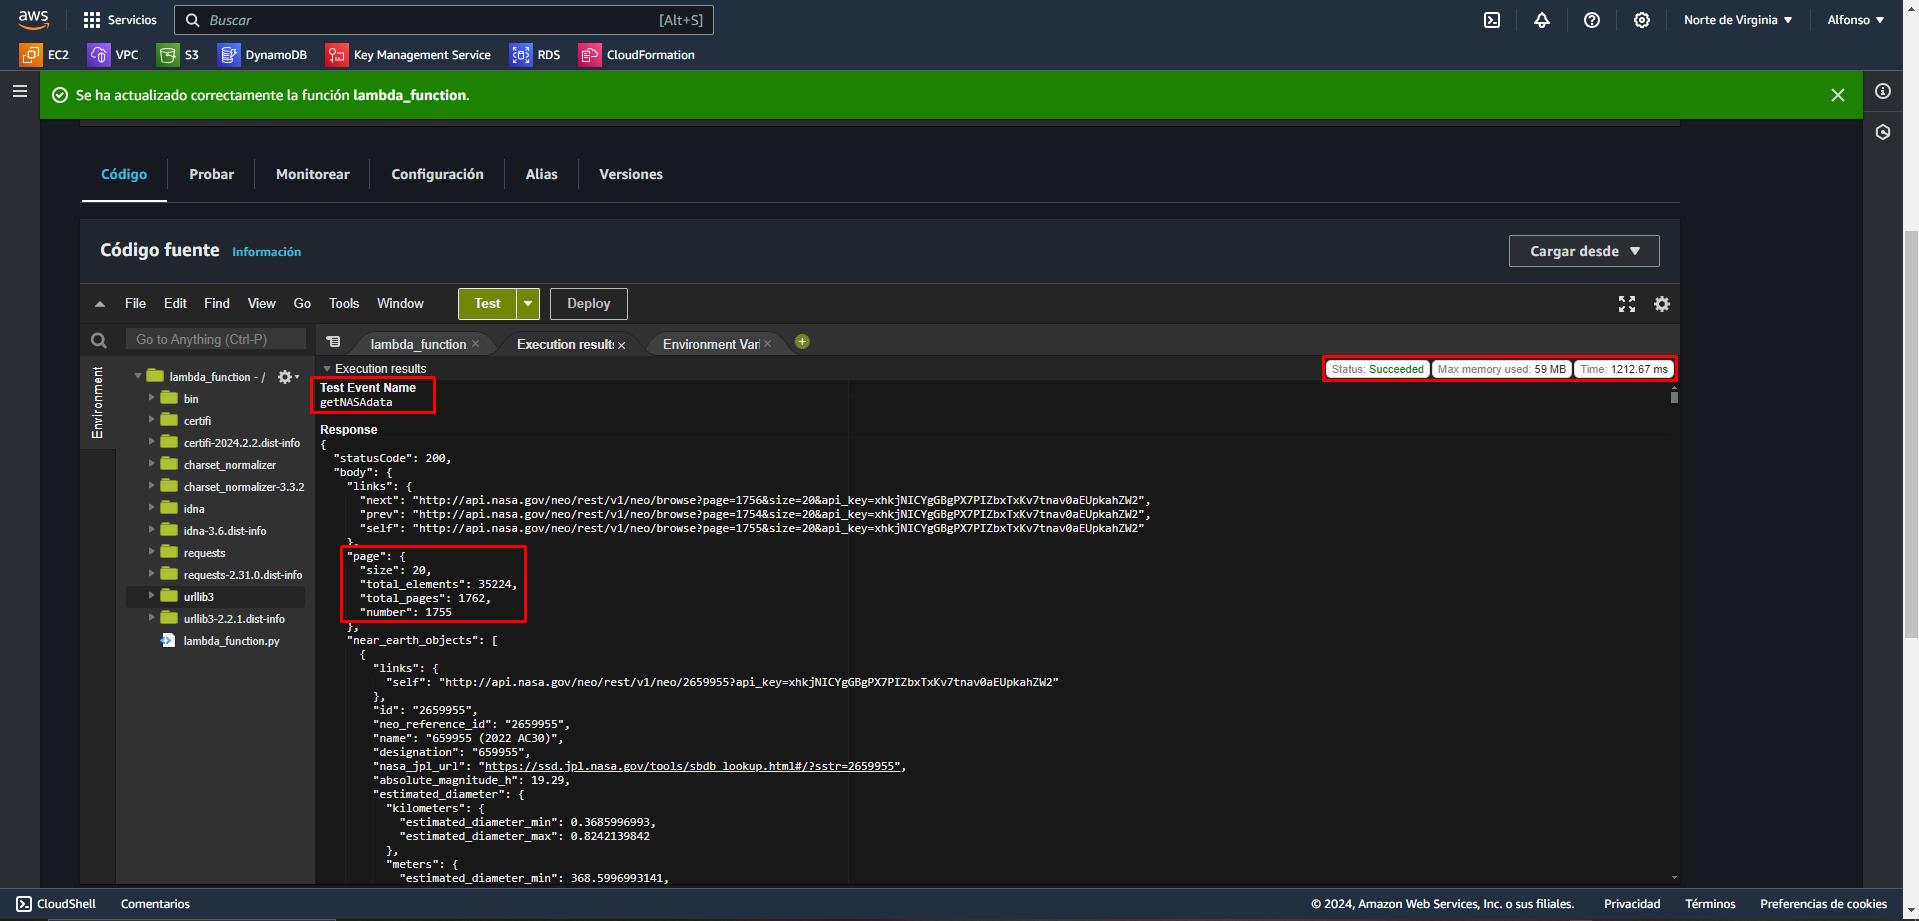 aws Servicios Buscar [Alt+S] Norte de Virginia Alfonso
EC2 VPC S3 DynamoDB Key Management Service RDS CloudFormation
Se ha actualizado correctamente la función lambda_function.
Código Probar Monitorear Configuración Alias Versiones
Código fuente Información Cargar desde
File Edit Find View Go Tools Window Test Deploy
Go to Anything (Ctrl-P) lambda_function Execution results Environment Vari
Environment
lambda_function - /
bin
certifi
certifi-2024.2.2.dist-info
charset_normalizer
charset_normalizer-3.3.2
idna
idna-3.6.dist-info
requests
requests-2.31.0.dist-info
urllib3
urllib3-2.2.1.dist-info
lambda_function.py
Execution results Status: Succeeded Max memory used: 59 MB Time: 1212.67 ms
Test Event Name
getNASAdata
Response
{
"statusCode": 200,
"body": {
"links": {
"next": "http://api.nasa.gov/neo/rest/v1/neo/browse?page=1756&size=20&api_key=xhkjNICYgGBgPX7PIZbxTxKv7tnav0aEUpkahZW2",
"prev": "http://api.nasa.gov/neo/rest/v1/neo/browse?page=1754&size=20&api_key=xhkjNICYgGBgPX7PIZbxTxKv7tnav0aEUpkahZW2",
"self": "http://api.nasa.gov/neo/rest/v1/neo/browse?page=1755&size=20&api_key=xhkjNICYgGBgPX7PIZbxTxKv7tnav0aEUpkahZW2"
},
"page": {
"size": 20,
"total_elements": 35224,
"total_pages": 1762,
"number": 1755
},
"near_earth_objects": [
{
"links": {
"self": "http://api.nasa.gov/neo/rest/v1/neo/2659955?api_key=xhkjNICYgGBgPX7PIZbxTxKv7tnav0aEUpkahZW2"
},
"id": "2659955",
"neo_reference_id": "2659955",
"name": "659955 (2022 AC30)",
"designation": "659955",
"nasa_jpl_url": "https://ssd.jpl.nasa.gov/tools/sbdb_lookup.html#/?sstr=2659955",
"absolute_magnitude_h": 19.29,
"estimated_diameter": {
"kilometers": {
"estimated_diameter_min": 0.3685996993,
"estimated_diameter_max": 0.8242139842
},
"meters": {
"estimated_diameter_min": 368.5996993141,
CloudShell Comentarios © 2024, Amazon Web Services, Inc. o sus filiales. Privacidad Términos Preferencias de cookies